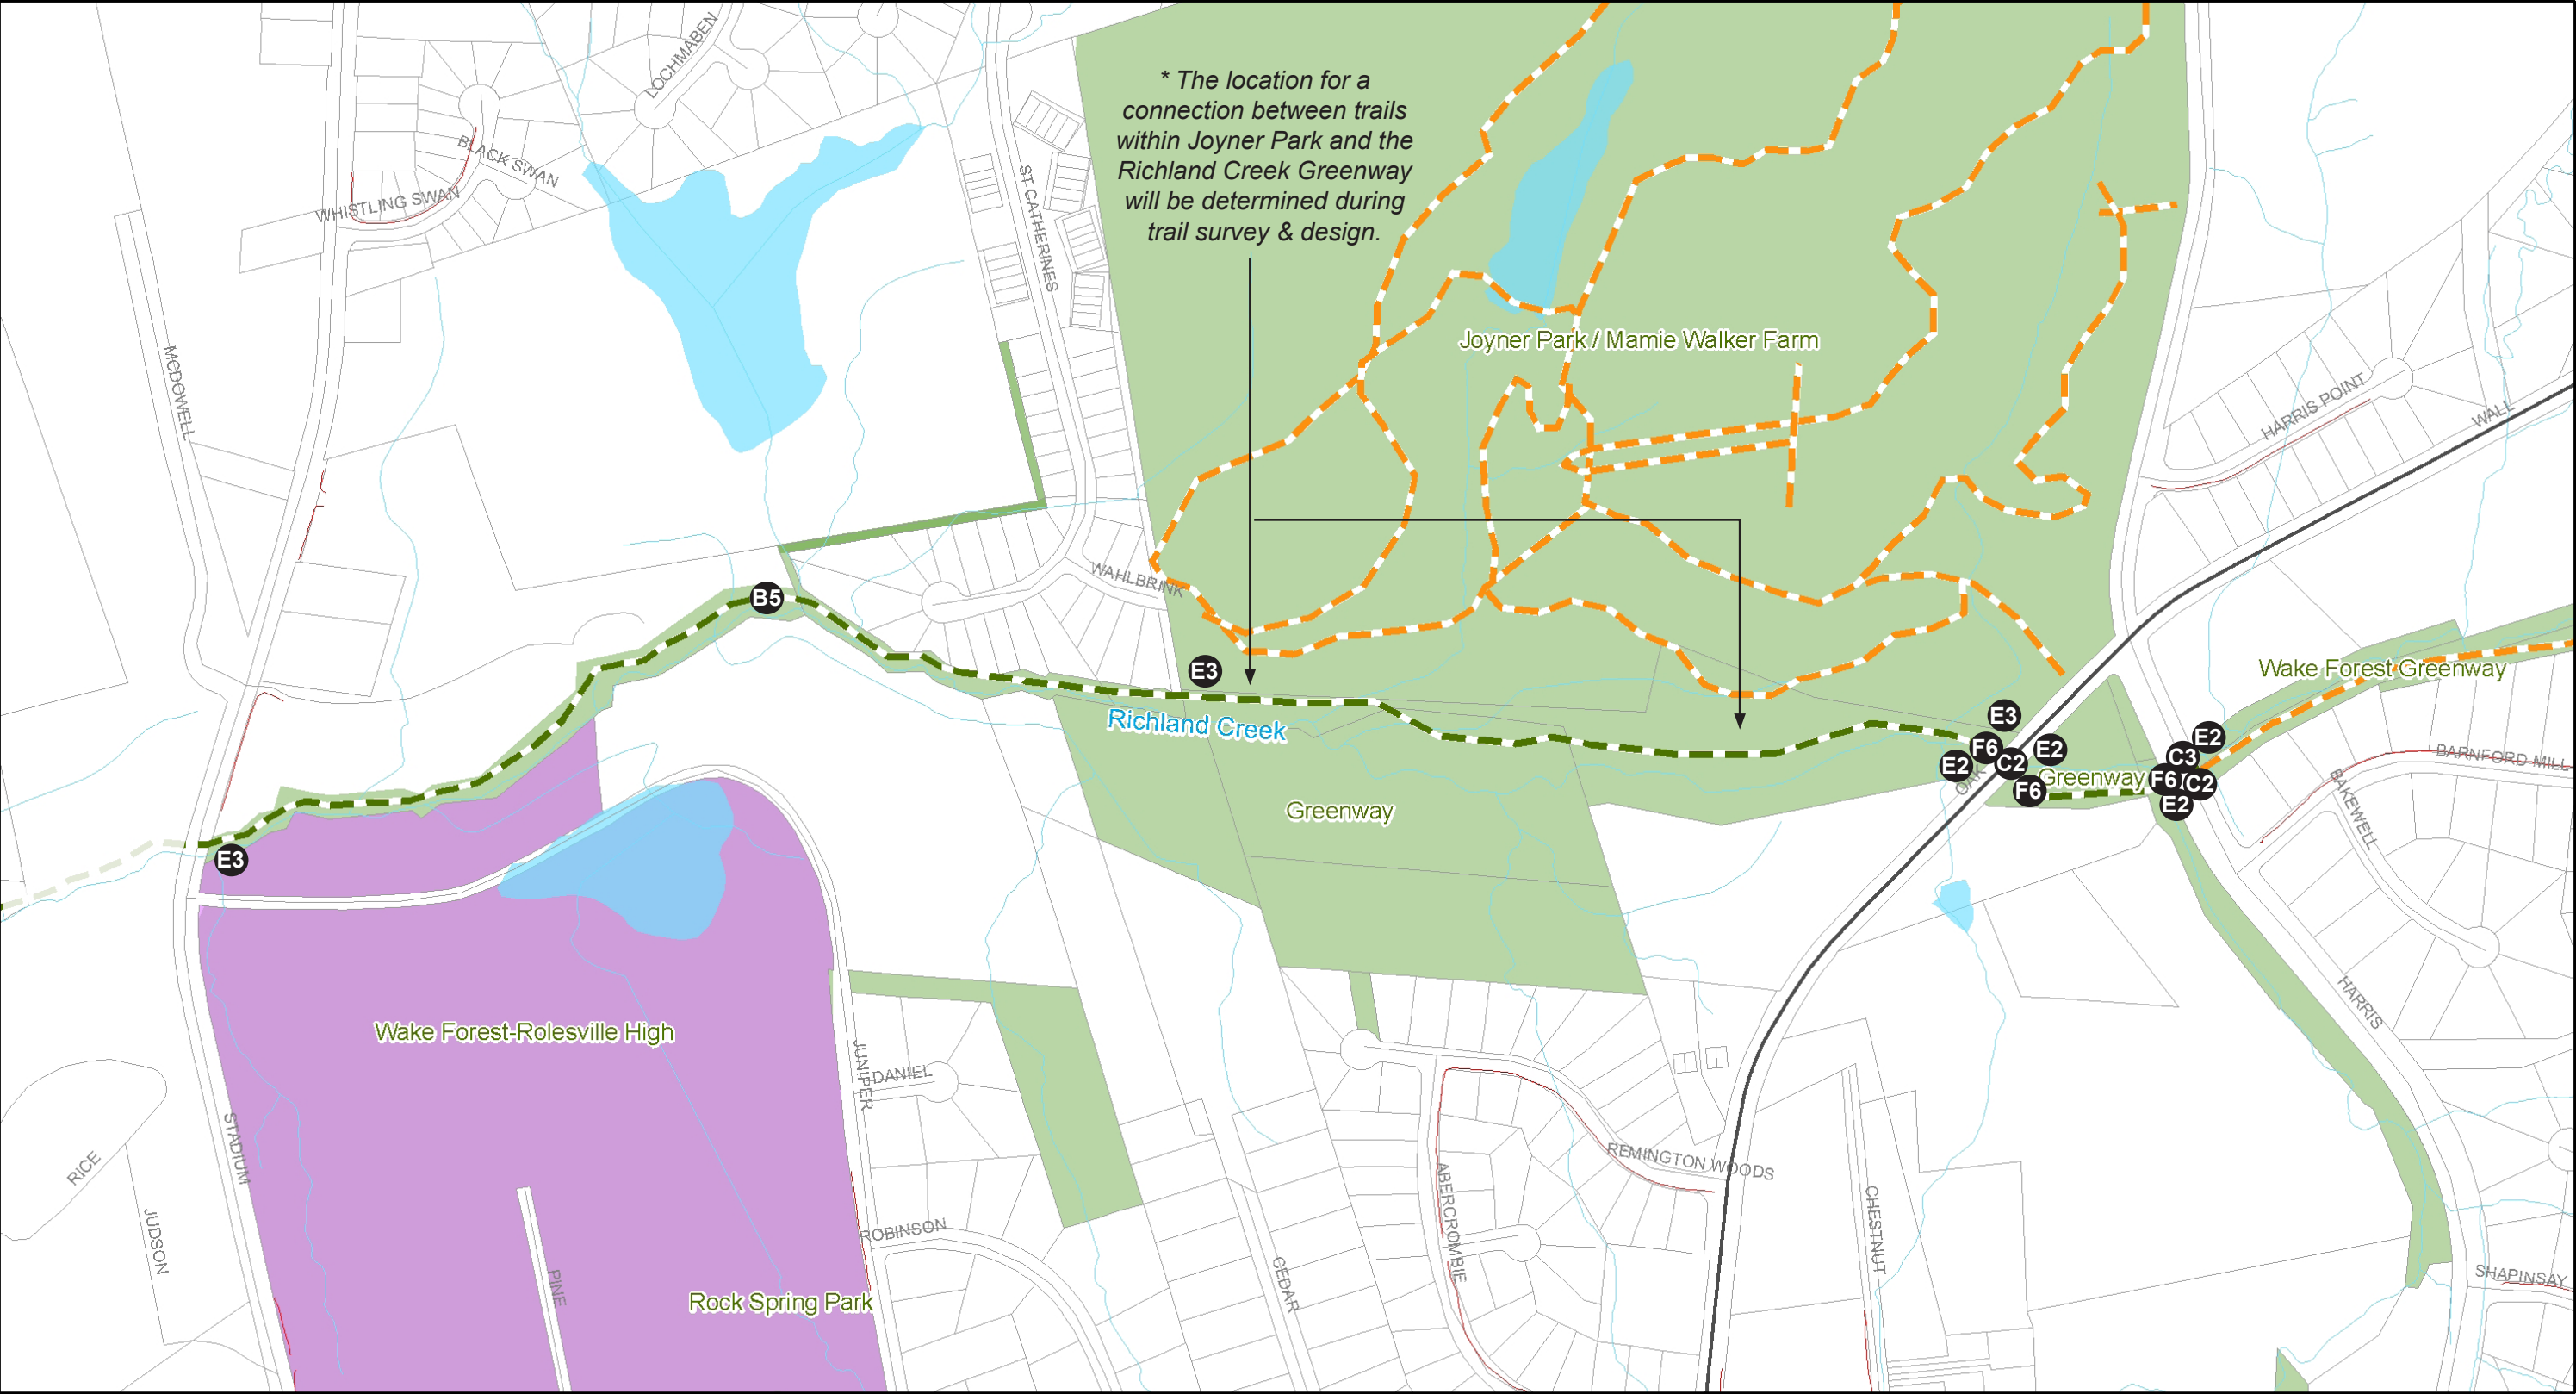 LOCHMABEN
* The location for a
connection between trails
within Joyner Park and the
Richland Creek Greenway
will be determined during
trail survey & design.
BLACK SWAN
WHISTLING SWAN
ST CATHERINES
MCDOWELL
Joyner Park / Mamie Walker Farm
HARRIS POINT
WALL
WAHLBRINK
B5
E3
Richland Creek
Wake Forest Greenway
E3
F6
E2
C2
E2
F6
OAK
Greenway
E2
C3
F6
C2
E2
BARNFORD MILL
BAKEWELL
Greenway
E3
HARRIS
Wake Forest-Rolesville High
JUNIPER
DANIEL
RICE
STADIUM
JUDSON
REMINGTON WOODS
ABERCROMBIE
CHESTNUT
ROBINSON
PINE
CEDAR
SHAPINSAY
Rock Spring Park